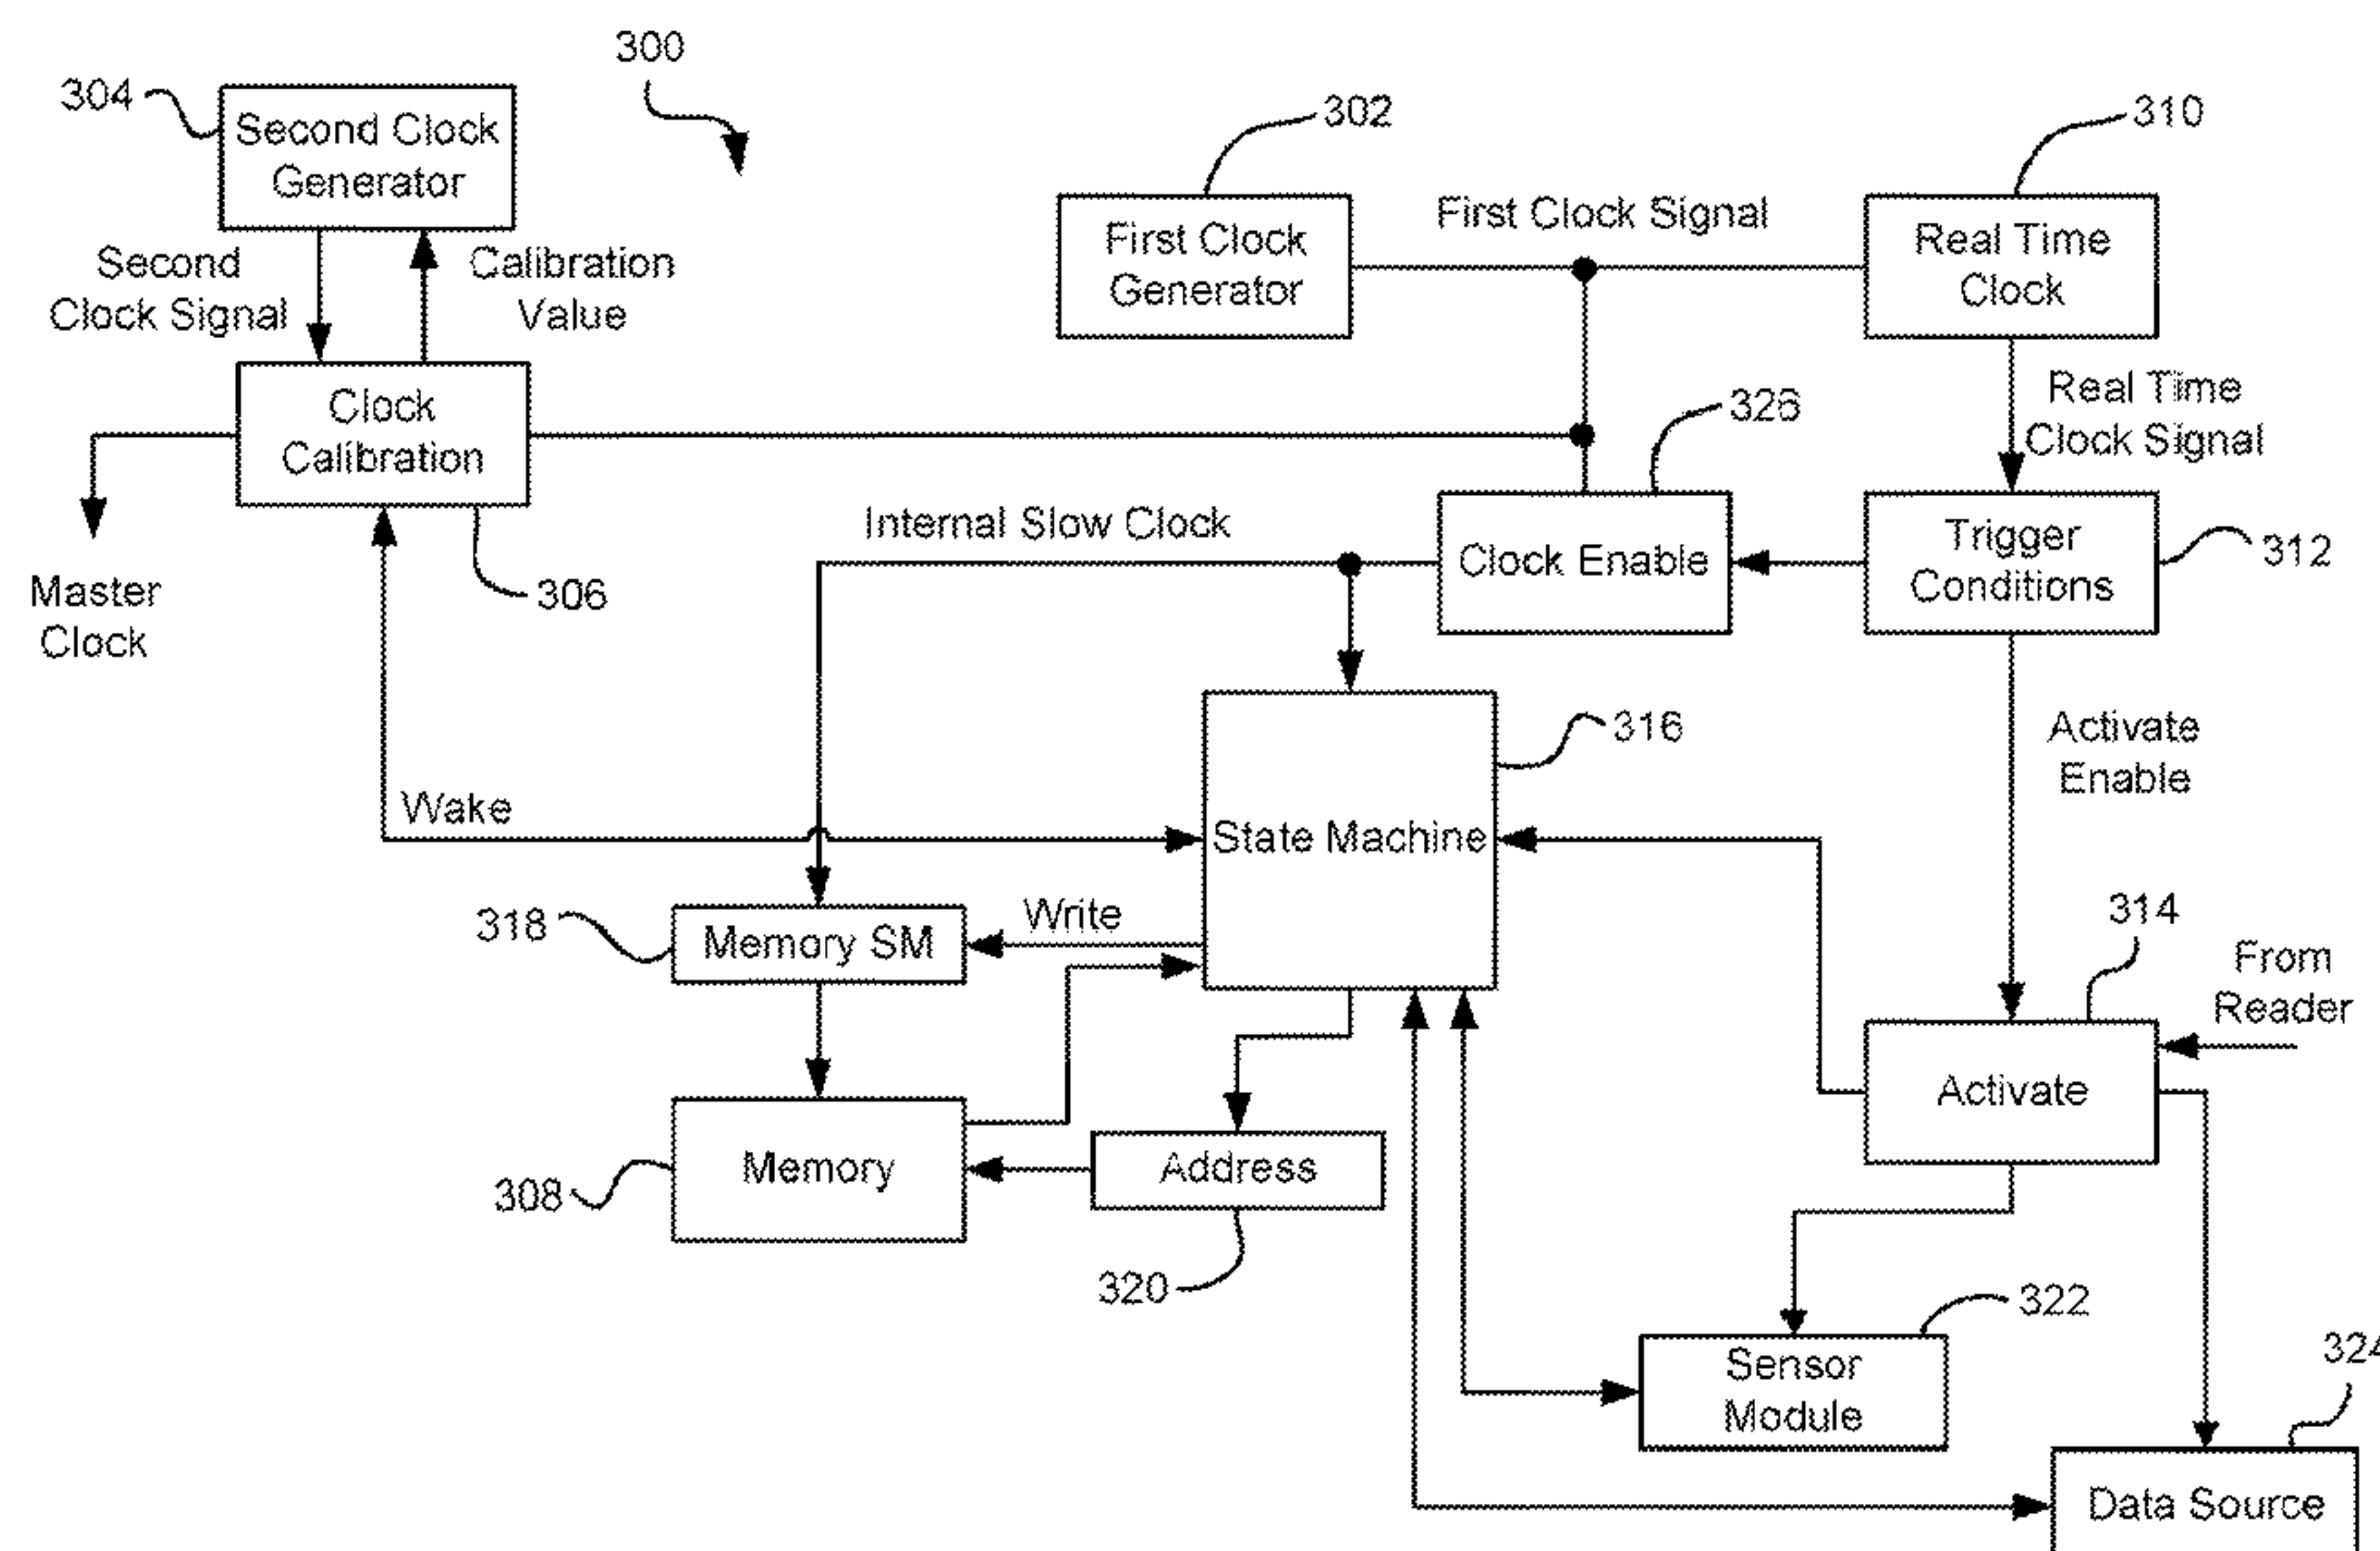 300
304
Second Clock
Generator
302
310
First Clock
Generator
First Clock Signal
Real Time
Clock
Second
Clock Signal
Calibration
Value
Clock
Calibration
326
Real Time
Clock Signal
Internal Slow Clock
Clock Enable
Trigger
Conditions
312
306
Master
Clock
316
Activate
Enable
Wake
State Machine
318
Memory SM
Write
314
From
Reader
Activate
308
Memory
Address
320
322
Sensor
Module
324
Data Source